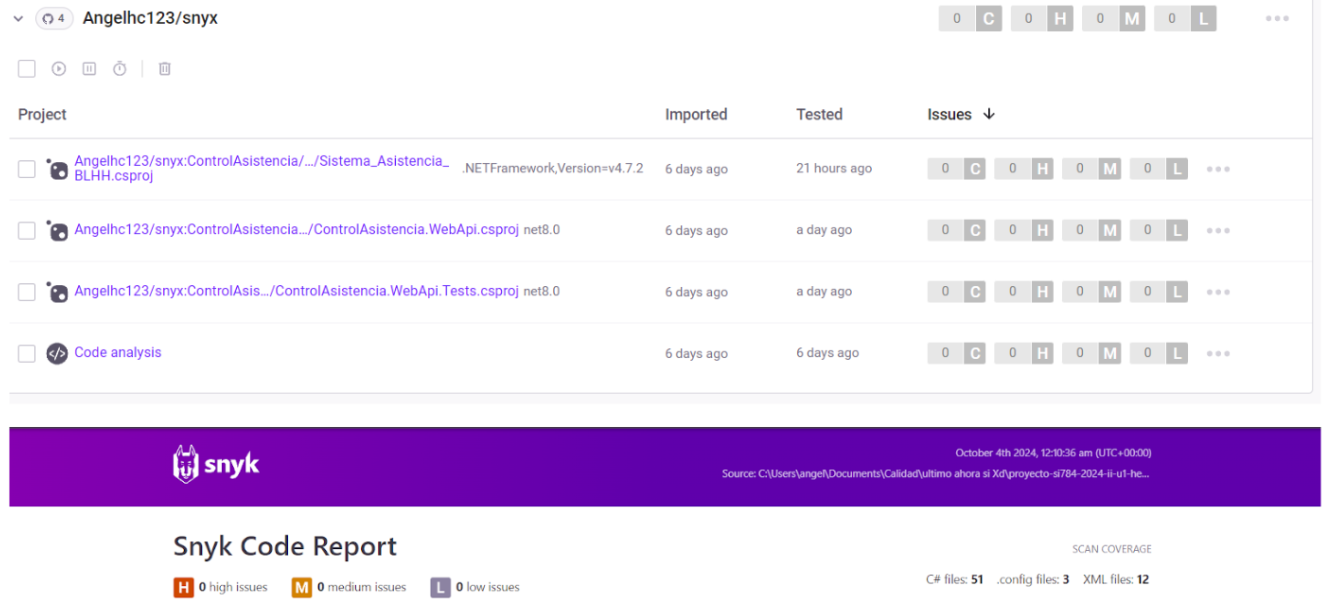 4 Angelhc123/snyx 0 C 0 H 0 M 0 L
Project Imported Tested Issues
Angelhc123/snyx:ControlAsistencia/.../Sistema_Asistencia_
BLHH.csproj .NETFramework,Version=v4.7.2 6 days ago 21 hours ago 0 C 0 H 0 M 0 L
Angelhc123/snyx:ControlAsistencia.../ControlAsistencia.WebApi.csproj net8.0 6 days ago a day ago 0 C 0 H 0 M 0 L
Angelhc123/snyx:ControlAsis.../ControlAsistencia.WebApi.Tests.csproj net8.0 6 days ago a day ago 0 C 0 H 0 M 0 L
Code analysis 6 days ago 6 days ago 0 C 0 H 0 M 0 L
snyk
October 4th 2024, 12:10:36 am (UTC+00:00)
Source: C:\Users\angel\Documents\Calidad\ultimo ahora si Xd\proyecto-si784-2024-ii-u1-he...
Snyk Code Report
SCAN COVERAGE
H 0 high issues M 0 medium issues L 0 low issues
C# files: 51 .config files: 3 XML files: 12